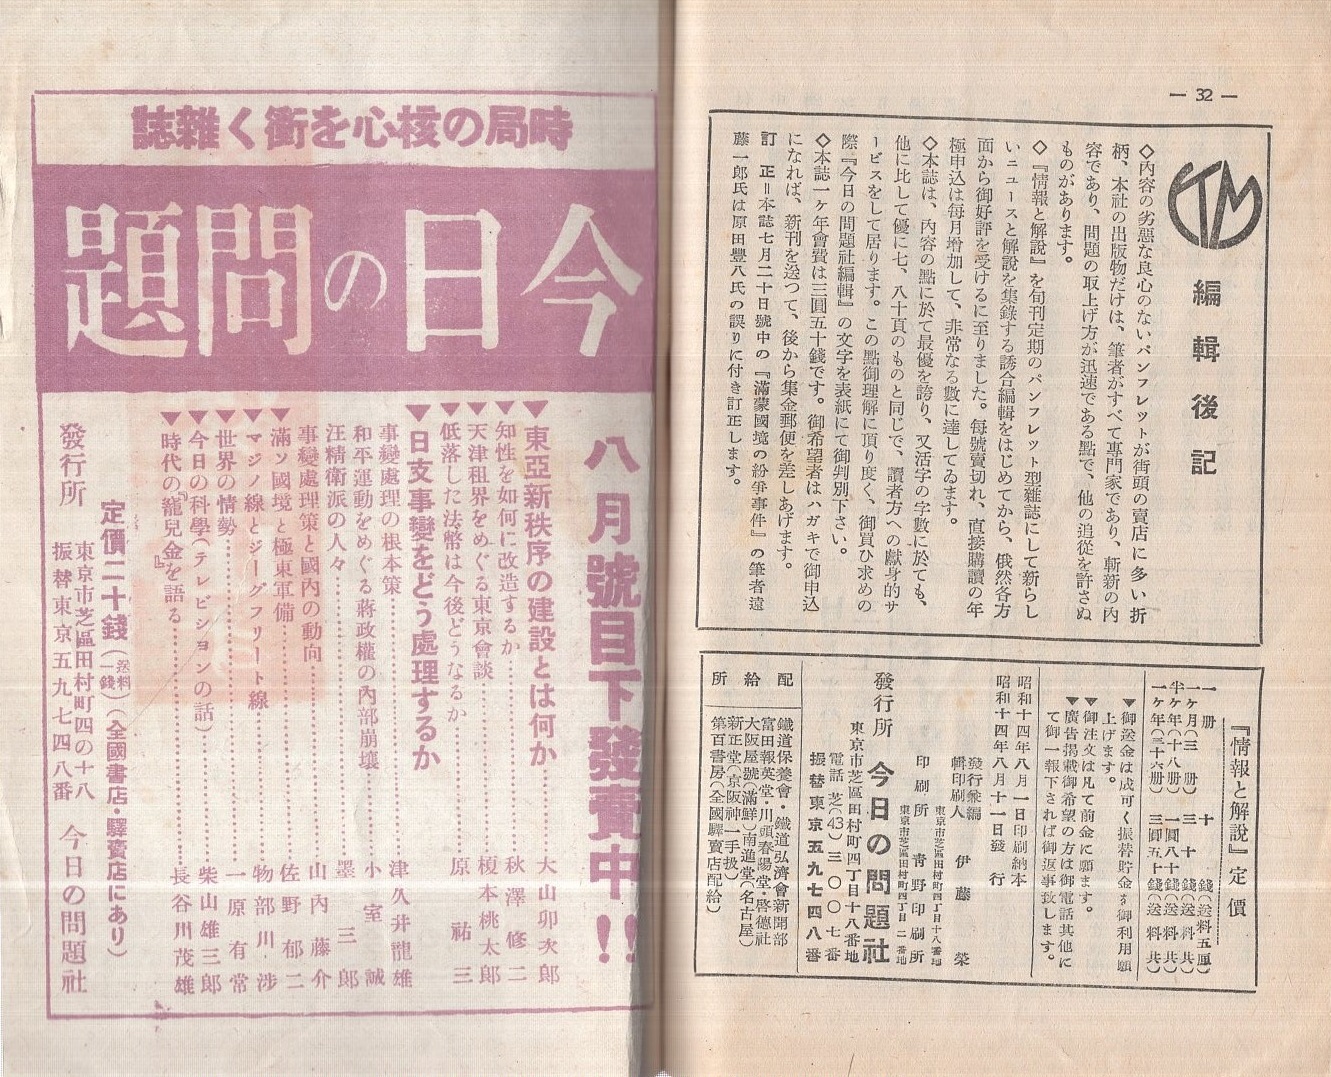 — 32 —
KTM
編輯後記
◇內容の劣惡な良心のないパンフレットが街頭の賣店に多い折
柄、本社の出版物だけは、筆者がすべて專門家であり、斬新の內
容であり、問題の取上げ方が迅速である點で、他の追從を許さぬ
ものがあります。
◇『情報と解說』を旬刊定期のパンフレット型雜誌にして新らし
いニュースと解說を集錄する誘合編輯をはじめてから、俄然各方
面から御好評を受けるに至りました。每號賣切れ、直接購讀の年
極申込は每月增加して、非常なる數に達してゐます。
◇本誌は、內容の點に於て最優を誇り、又活字の字數に於ても、
他に比して優に七、八十頁のものと同じで、讀者方への獻身的サ
ービスをして居ります。この點御理解に頂り度く、御買ひ求めの
際『今日の問題社編輯』の文字を表紙にて御判別下さい。
◇本誌一ヶ年會費は三圓五十錢です。御希望者はハガキで御申込
になれば、新刊を送つて、後から集金郵便を差しあげます。
訂正＝本誌七月二十日號中の『滿蒙國境の紛爭事件』の筆者遠
藤一郎氏は原田豐八氏の誤りに付き訂正します。
『情報と解說』定價
一冊 十錢(送料五厘)
一ヶ月(三冊) 三十錢(送料共)
半ヶ年(十八冊) 一圓八十錢(送料共)
一ヶ年(三十六冊) 三圓五十錢(送料共)
▼御送金は成可く振替貯金を御利用願
上げます。
▼御注文は凡て前金に願ます。
▼廣告揭載御希望の方は御電話其他に
て御一報下されば御返事致します。
昭和十四年八月一日印刷納本
昭和十四年八月十一日發行
發行兼編
輯印刷人 伊藤榮
東京市芝區田村町四丁目十八番地
印刷所 靑野印刷所
東京市芝區田村町四丁目二番地
發行所 今日の問題社
東京市芝區田村町四丁目十八番地
電話芝(43)三〇〇七番
振替東京五九七四八番
配給所
鐵道保養會・鐵道弘濟會新聞部
富田報英堂・川頭春陽堂・啓德社
大阪屋號(滿鮮)南進堂(名古屋)
新正堂(京阪神一手扱)
第百書房(全國驛賣店配給)
時局の核心を衝く雜誌
今日の問題
八月號目下發賣中!!
▼東亞新秩序の建設とは何か……大山卯次郎
▼知性を如何に改造するか……秋澤修二
▼天津租界をめぐる東京會談……榎本桃太郎
▼低落した法幣は今後どうなるか……原祐三
▼日支事變をどう處理するか
事變處理の根本策……津久井龍雄
和平運動をめぐる蔣政權の內部崩壞……小室誠
汪精衞派の人々……墨三郎
事變處理策と國內の動向……山內藤介
▼滿ソ國境と極東軍備……佐野郁二
▼マジノ線とジーグフリート線……物部川涉
▼世界の情勢……一原有常
▼今日の科學(テレビションの話)……柴山雄三郎
▼時代の寵兒『金を語る』……長谷川茂雄
定價二十錢(送料一錢)(全國書店・驛賣店にあり)
發行所 東京市芝區田村町四の十八
振替東京五九七四八番 今日の問題社